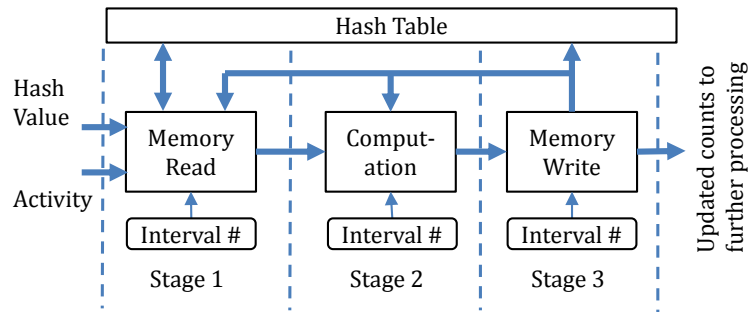 Hash Table
Hash
Value
Activity
Memory
Read
Comput-
ation
Memory
Write
Interval #
Interval #
Interval #
Stage 1
Stage 2
Stage 3
Updated counts to
further processing